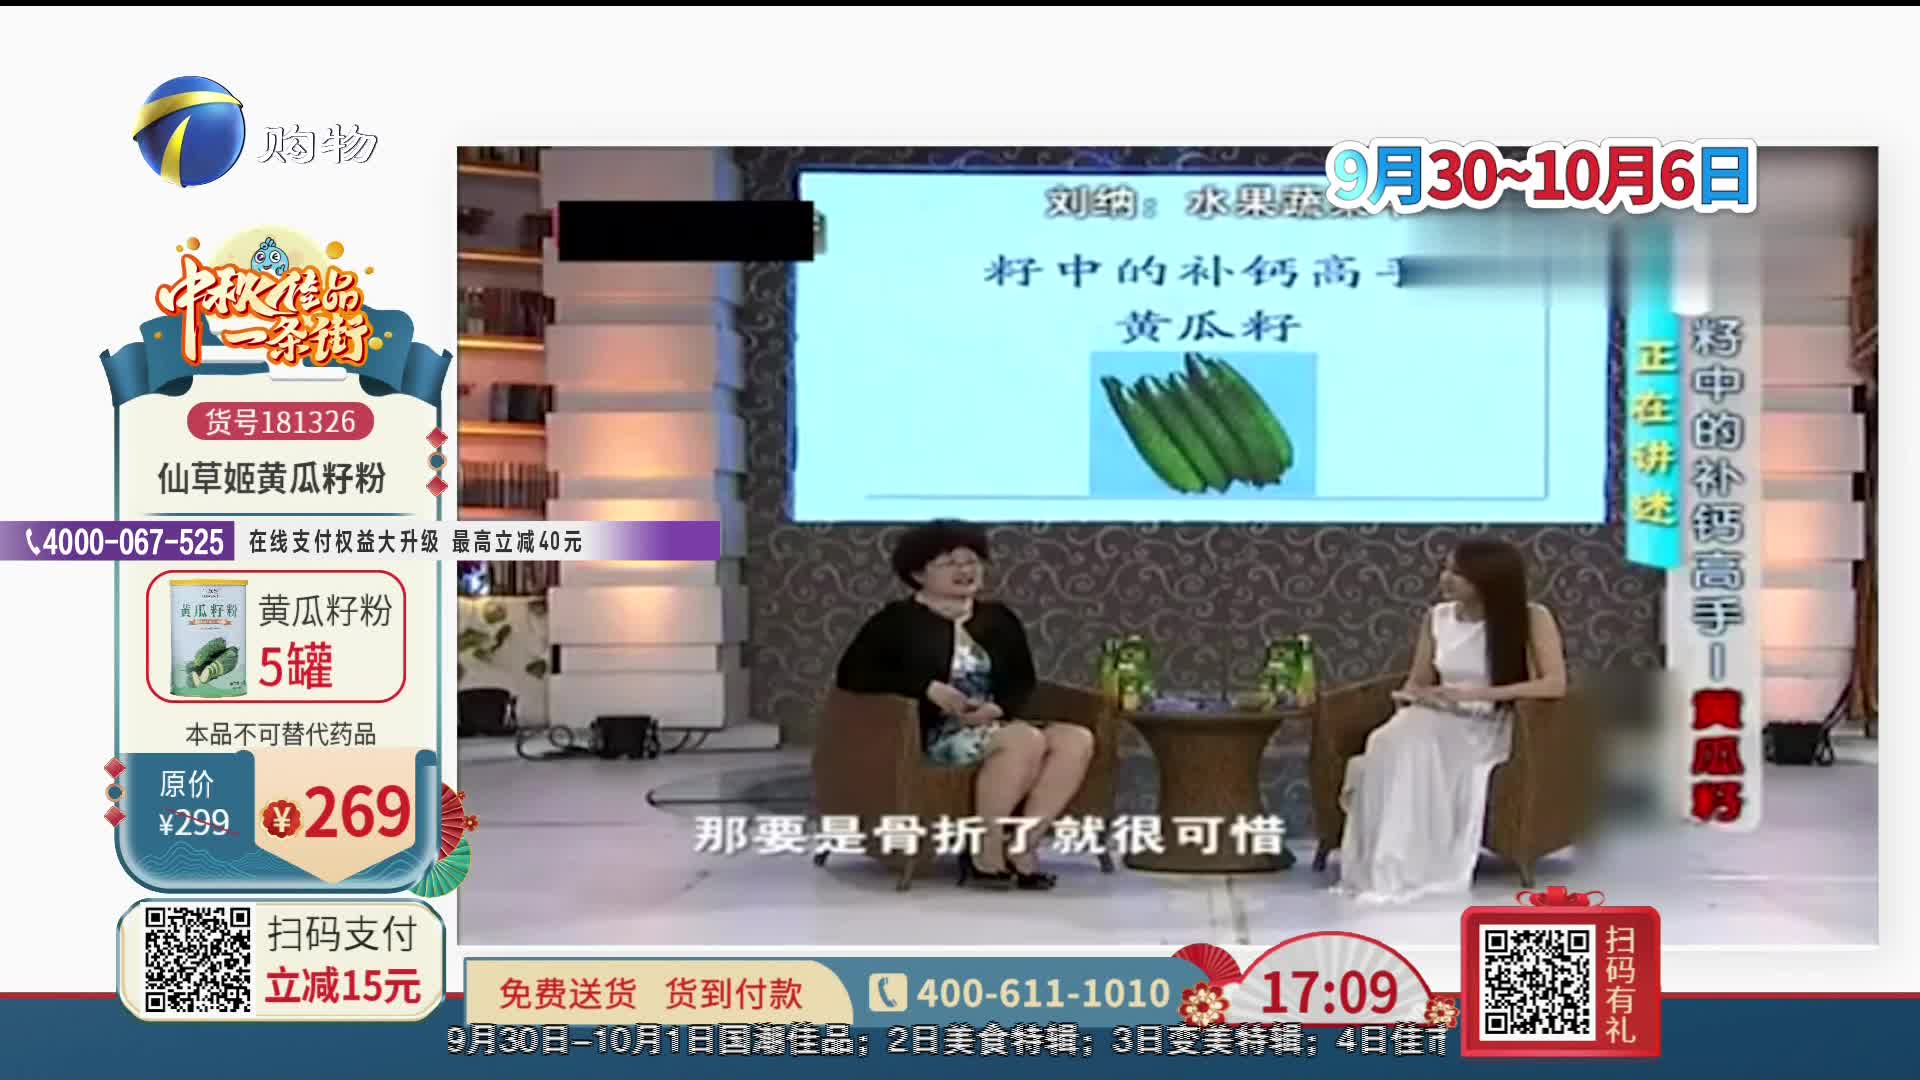 购物
9月30~10月6日
中秋佳品
一条街
货号181326
仙草姬黄瓜籽粉
4000-067-525
在线支付权益大升级 最高立减40元
黄瓜籽粉
黄瓜籽粉
5罐
本品不可替代药品
原价
¥299
¥269
扫码支付
立减15元
刘纳：水果蔬菜
籽中的补钙高手
黄瓜籽
正在讲述
籽中的补钙高手—黄瓜籽
那要是骨折了就很可惜
免费送货 货到付款
400-611-1010
17:09
扫码有礼
9月30日-10月1日国潮佳品；2日美食特辑；3日变美特辑；4日佳